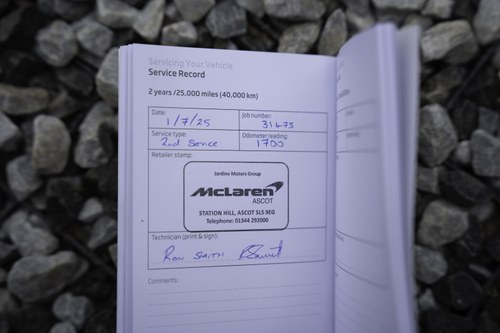 Servicing Your Vehicle
Service Record
2 years /25,000 miles (40,000 km)
Date: Job number:
1/7/25 31473
Service type: Odometer reading:
2nd Service 1700
Retailer stamp:
Jardine Motors Group
McLaren
ASCOT
STATION HILL, ASCOT SL5 9EG
Telephone: 01344 293000
Technician (print & sign):
Ron Smith
Comments: